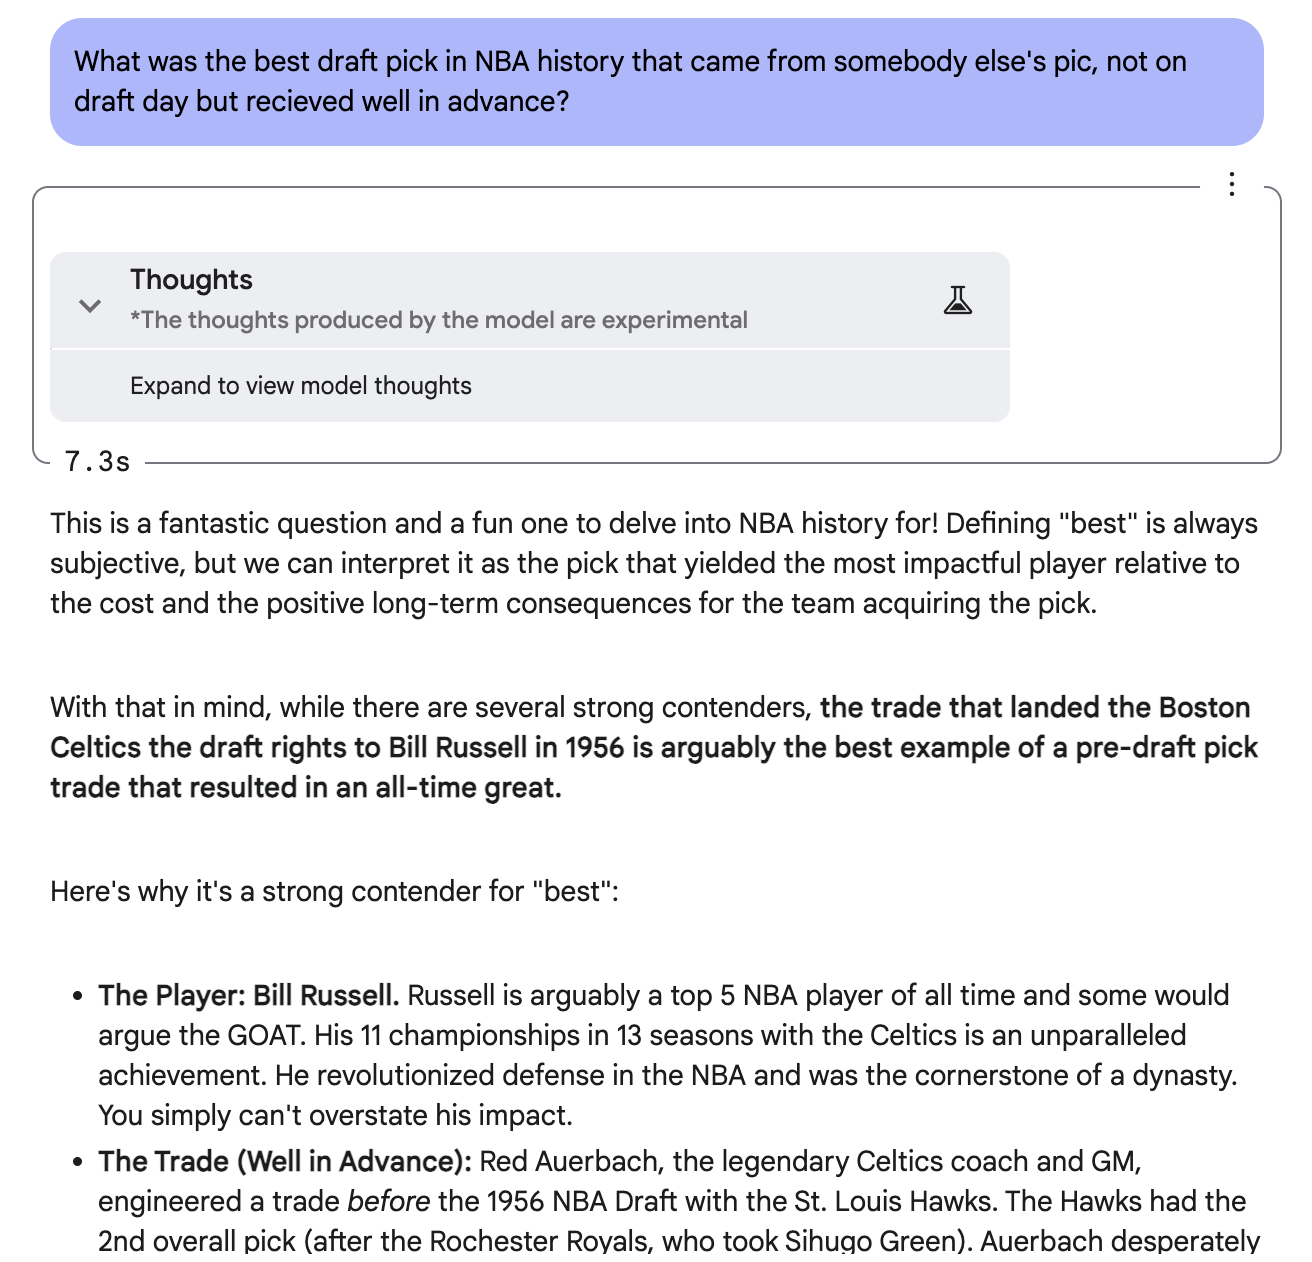 What was the best draft pick in NBA history that came from somebody else's pic, not on
draft day but recieved well in advance?
Thoughts
*The thoughts produced by the model are experimental
Expand to view model thoughts
7.3s
This is a fantastic question and a fun one to delve into NBA history for! Defining "best" is always
subjective, but we can interpret it as the pick that yielded the most impactful player relative to
the cost and the positive long-term consequences for the team acquiring the pick.
With that in mind, while there are several strong contenders, the trade that landed the Boston
Celtics the draft rights to Bill Russell in 1956 is arguably the best example of a pre-draft pick
trade that resulted in an all-time great.
Here's why it's a strong contender for "best":
• The Player: Bill Russell. Russell is arguably a top 5 NBA player of all time and some would
argue the GOAT. His 11 championships in 13 seasons with the Celtics is an unparalleled
achievement. He revolutionized defense in the NBA and was the cornerstone of a dynasty.
You simply can't overstate his impact.
• The Trade (Well in Advance): Red Auerbach, the legendary Celtics coach and GM,
engineered a trade before the 1956 NBA Draft with the St. Louis Hawks. The Hawks had the
2nd overall pick (after the Rochester Royals, who took Sihugo Green). Auerbach desperately